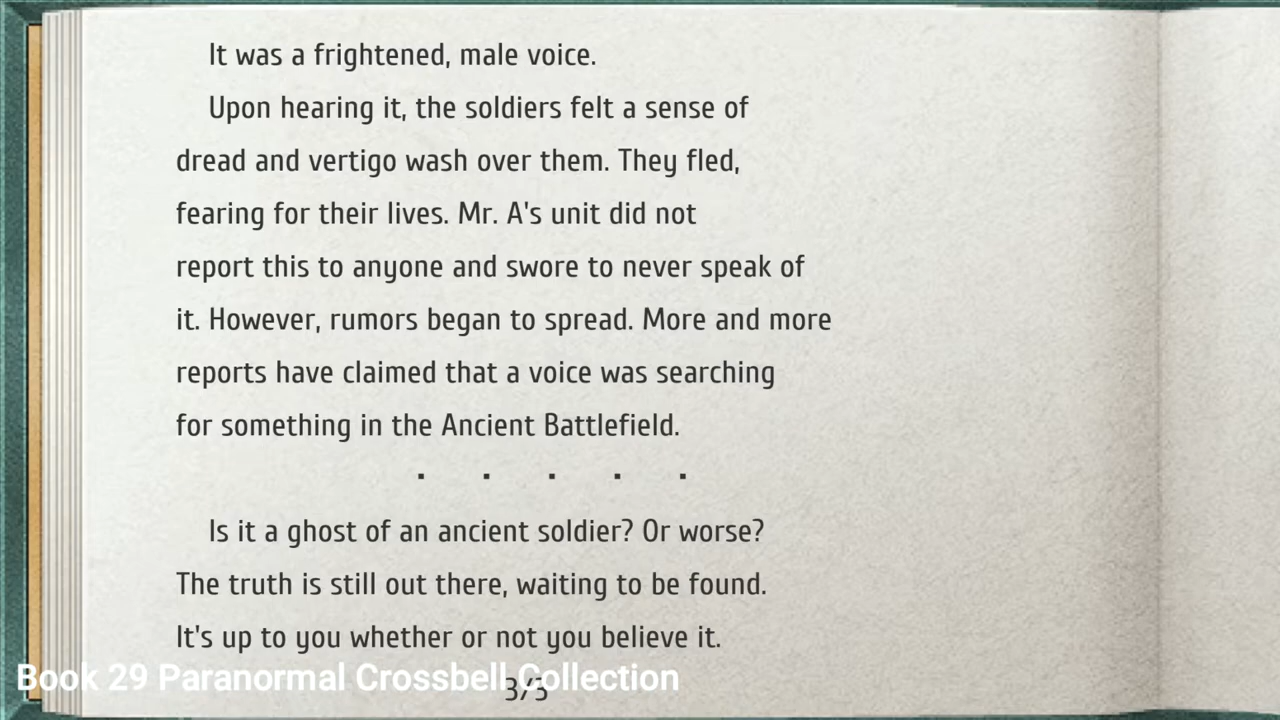 It was a frightened, male voice.
Upon hearing it, the soldiers felt a sense of
dread and vertigo wash over them. They fled,
fearing for their lives. Mr. A's unit did not
report this to anyone and swore to never speak of
it. However, rumors began to spread. More and more
reports have claimed that a voice was searching
for something in the Ancient Battlefield.
. . . . .
Is it a ghost of an ancient soldier? Or worse?
The truth is still out there, waiting to be found.
It's up to you whether or not you believe it.
Book 29 Paranormal Crossbell Collection
3/3